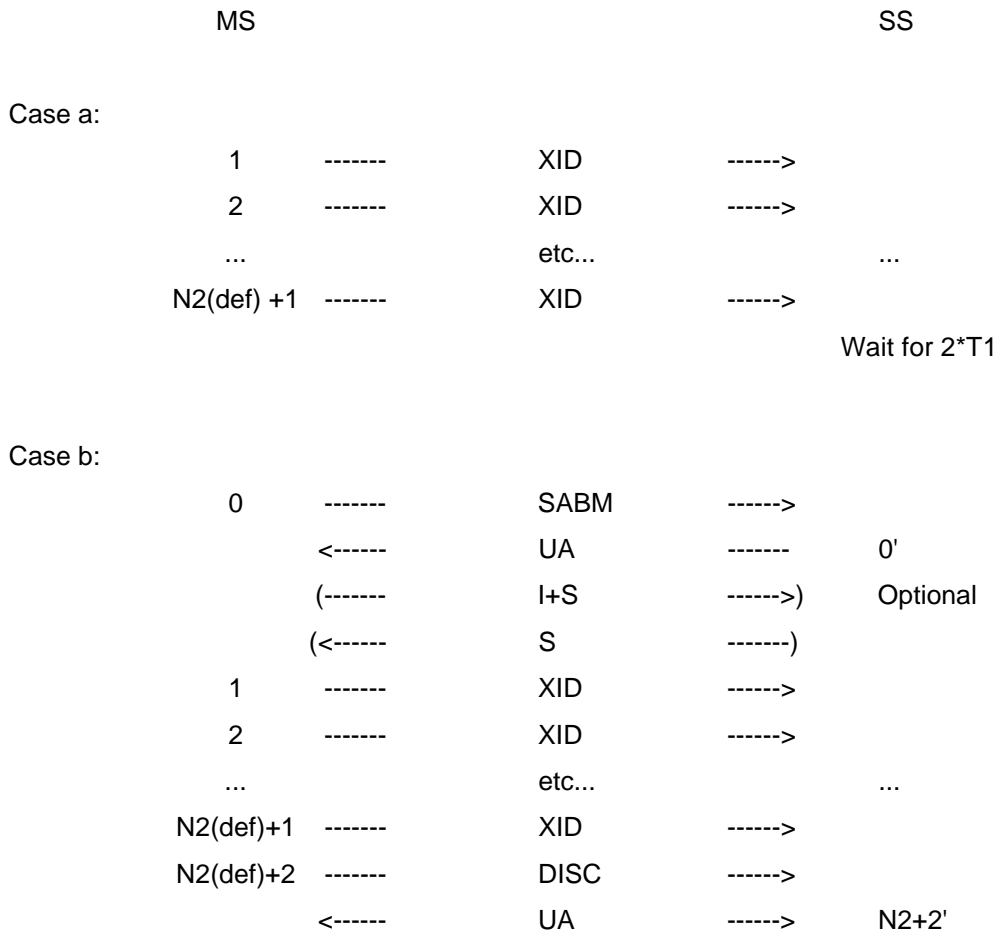 MS SS
Case a:
1 ------- XID ------>
2 ------- XID ------>
... etc... ...
N2(def) +1 ------- XID ------>
Wait for 2*T1
Case b:
0 ------- SABM ------>
<------ UA ------- 0'
(------- I+S ------>) Optional
(<------ S -------)
1 ------- XID ------>
2 ------- XID ------>
... etc... ...
N2(def)+1 ------- XID ------>
N2(def)+2 ------- DISC ------>
<------ UA ------> N2+2'